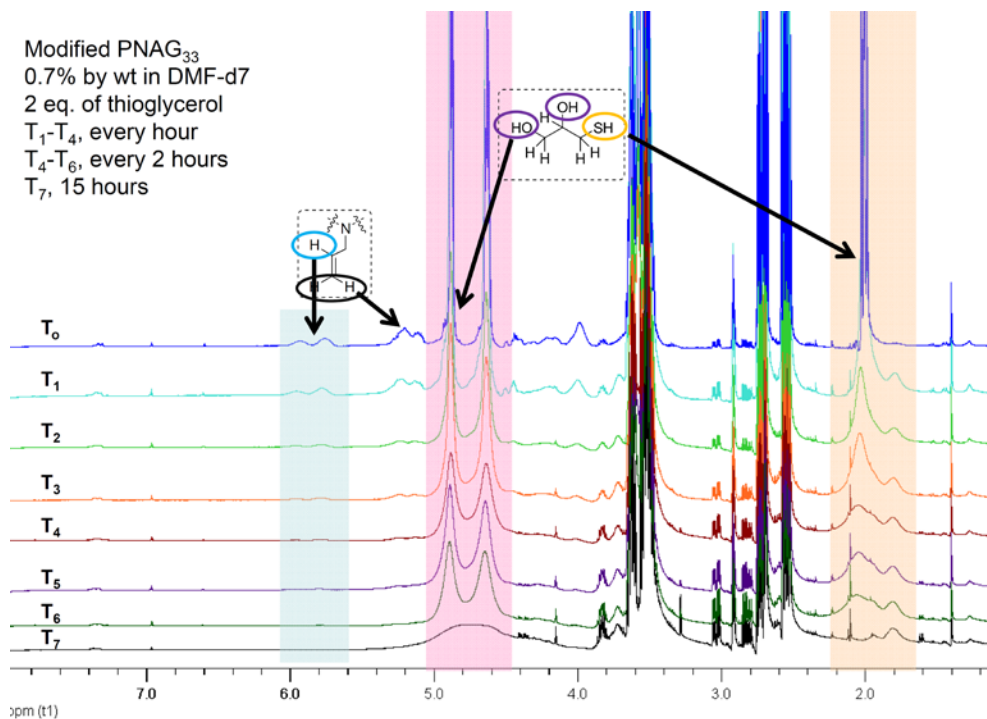 Modified PNAG₃₃
0.7% by wt in DMF-d7
2 eq. of thioglycerol
T₁-T₄, every hour
T₄-T₆, every 2 hours
T₇, 15 hours
OH
HO
H
SH
H H
H H
N
H
H H
Tₒ
T₁
T₂
T₃
T₄
T₅
T₆
T₇
7.0 6.0 5.0 4.0 3.0 2.0
ppm (t1)